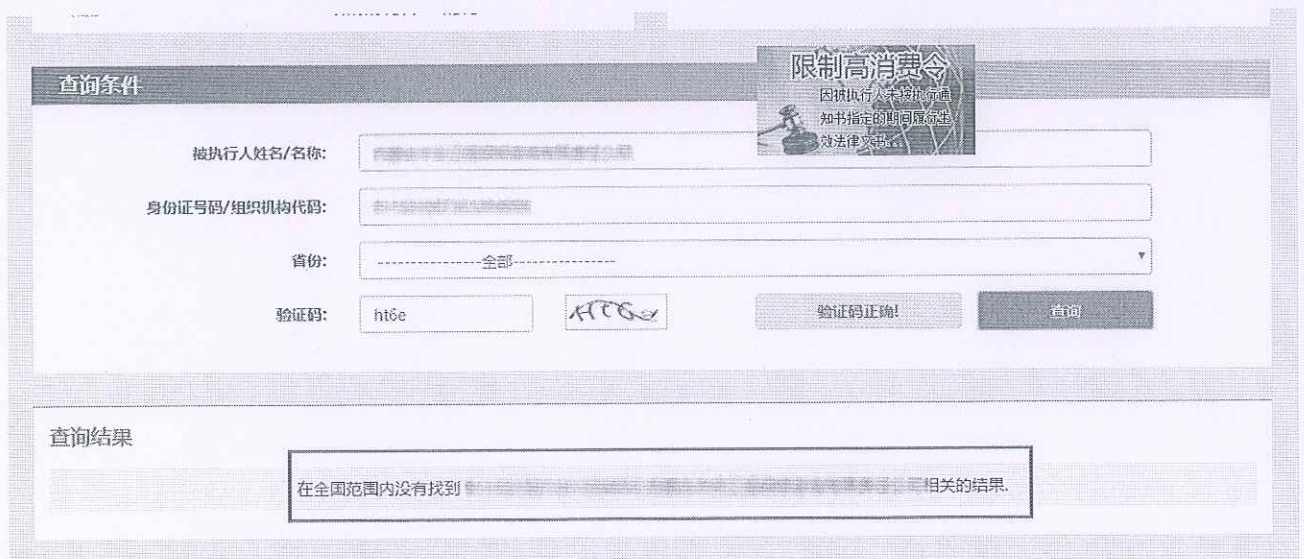 查询条件
限制高消费令
因被执行人未按执行通
知书指定的期间履行生
效法律文书...
被执行人姓名/名称:
身份证号码/组织机构代码:
省份: -----------------全部-----------------
验证码: ht6e HT6e 验证码正确! 查询
查询结果
在全国范围内没有找到 相关的结果.